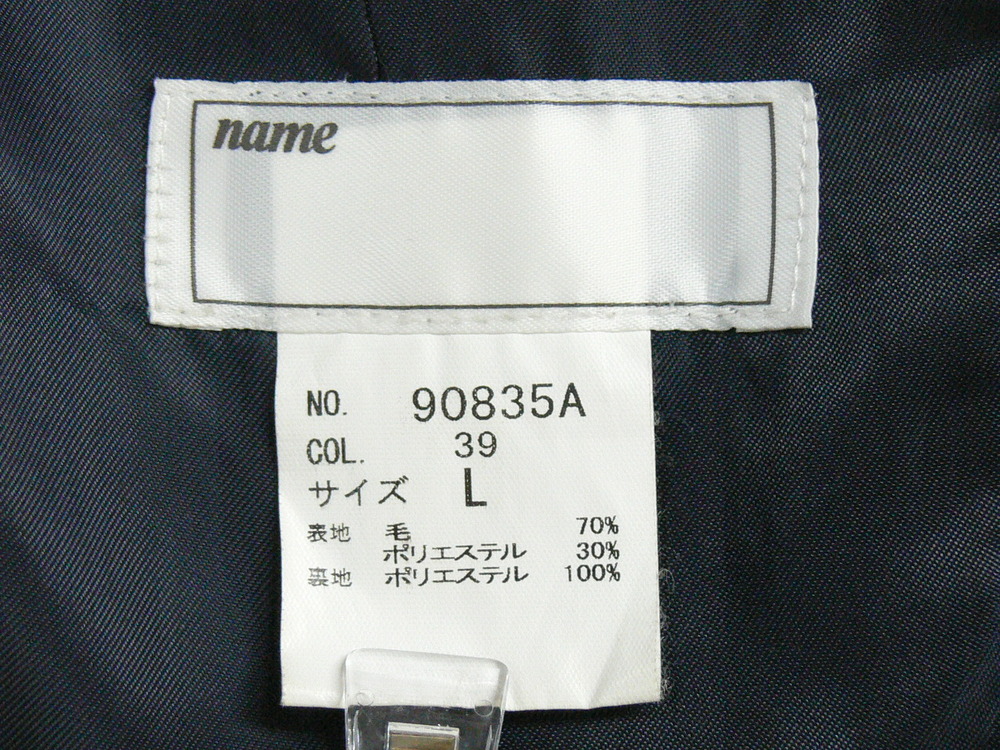 name
NO. 90835A
COL. 39
サイズ L
表地 毛 70%
ポリエステル 30%
裏地 ポリエステル 100%